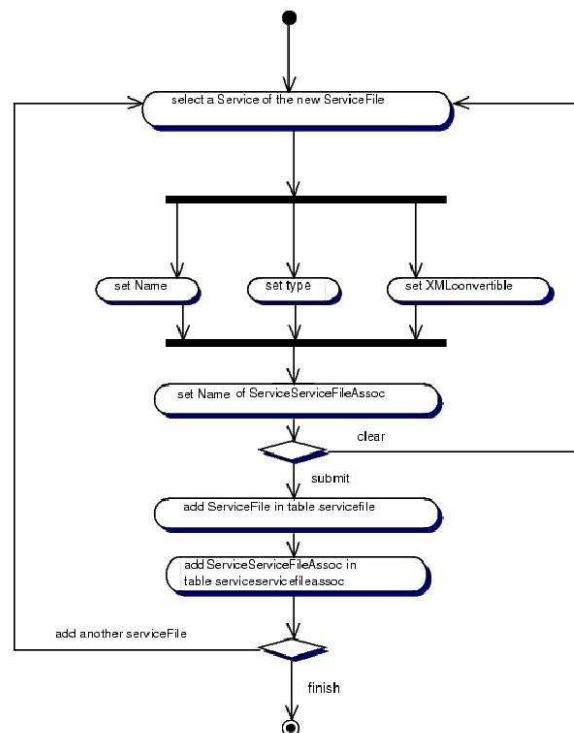 select a Service of the new ServiceFile
set Name
set type
set XMLconvertible
set Name of ServiceServiceFileAssoc
clear
submit
add ServiceFile in table servicefile
add ServiceServiceFileAssoc in
table serviceservicefileassoc
add another serviceFile
finish